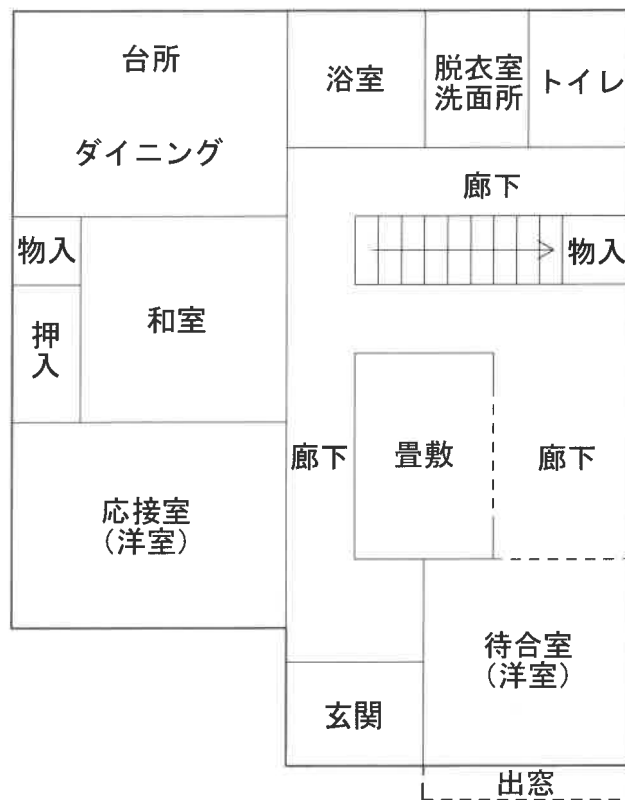 台所
ダイニング
浴室
脱衣室
洗面所
トイレ
廊下
物入
物入
和室
押入
廊下
畳敷
廊下
応接室
(洋室)
待合室
(洋室)
玄関
出窓